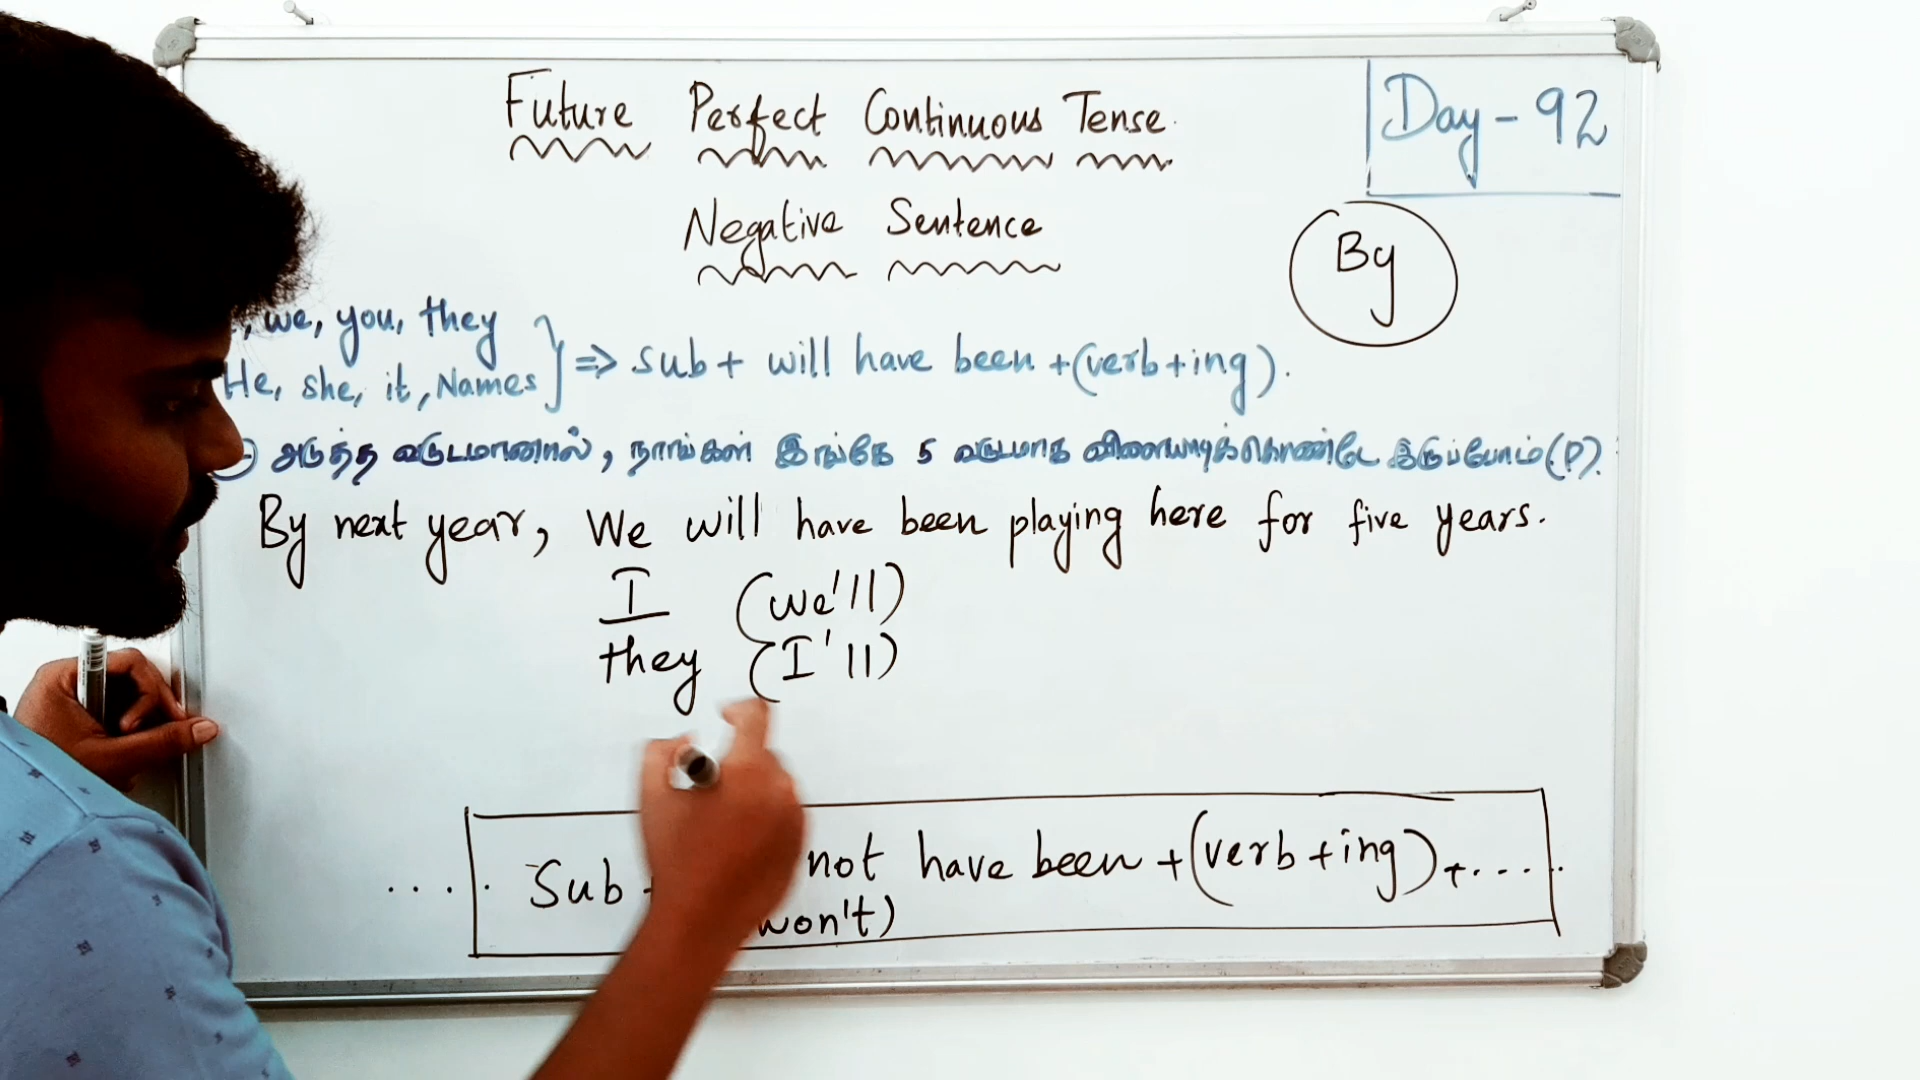 Future Perfect Continuous Tense.
Day - 92
Negative Sentence
By
, we, you, they
He, she, it, Names } => sub + will have been + (verb+ing).
அடுத்த வருடமானால், நாங்கள் இங்கே 5 வருடமாக விளையாடிக்கொண்டே இருப்போம் (P).
By next year, We will have been playing here for five years.
I (we'll)
they (I'll)
..... Sub + not have been + (verb +ing) + .....
won't)